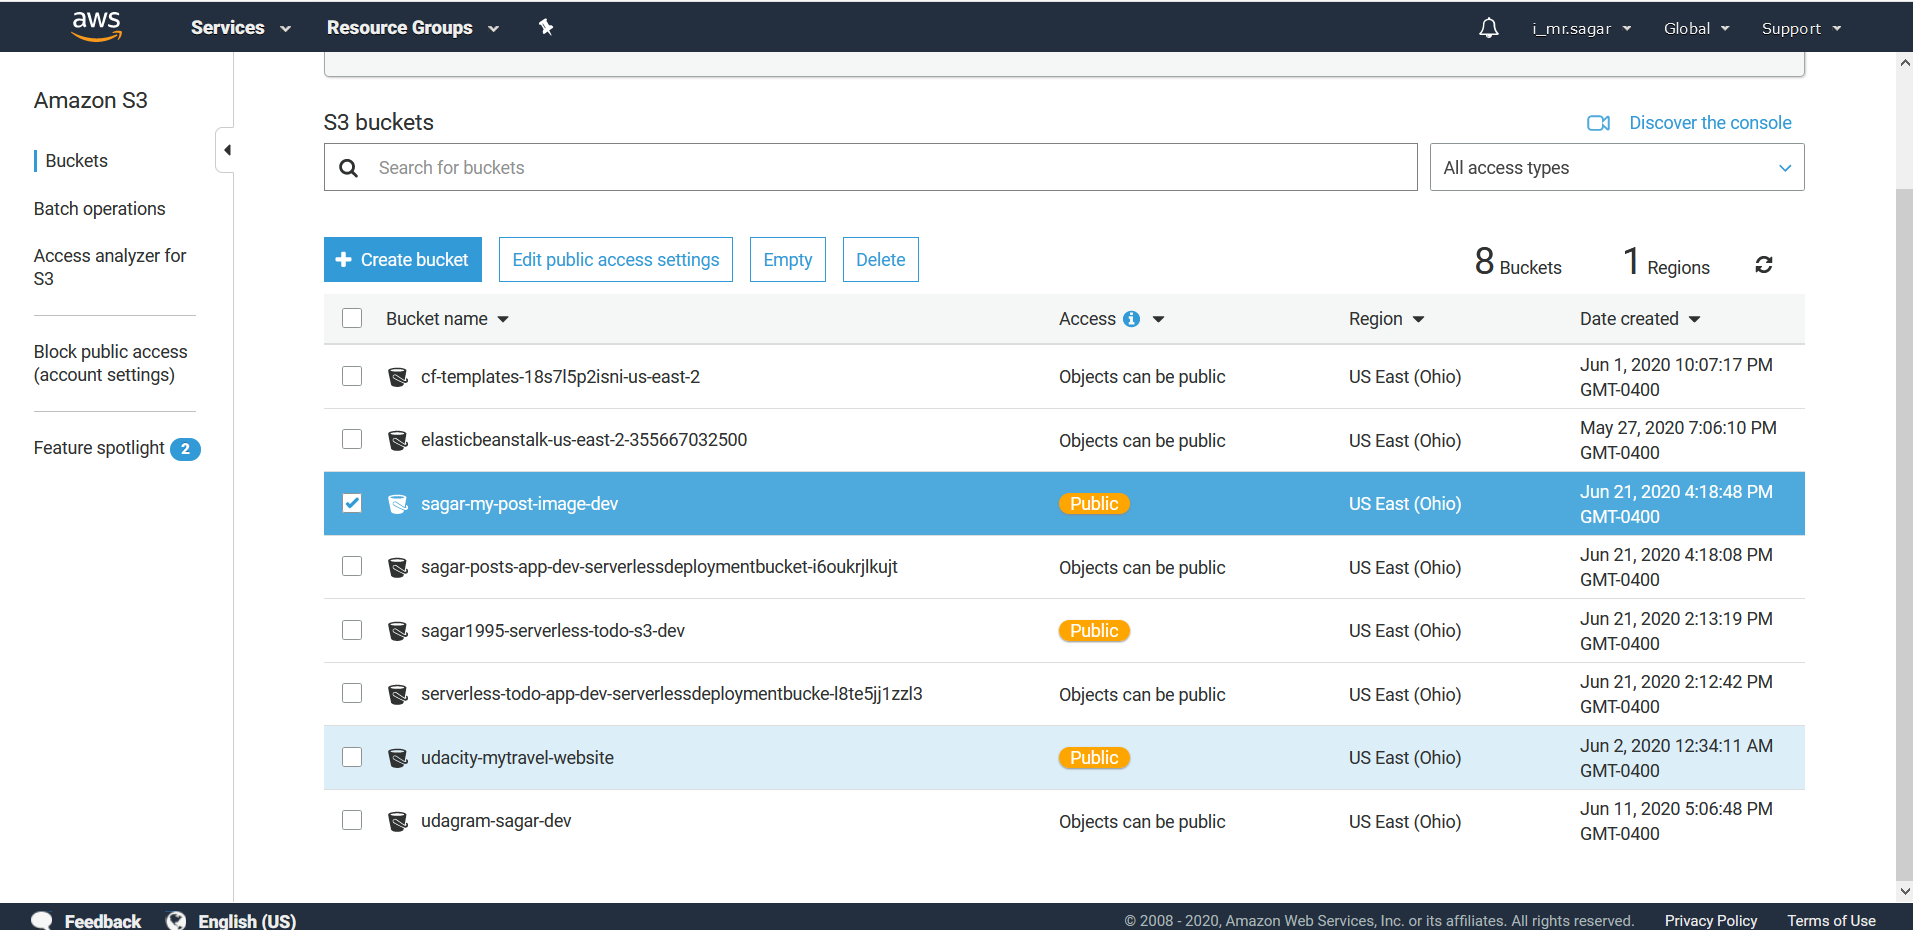 aws Services Resource Groups i_mr.sagar Global Support
Amazon S3
Buckets
Batch operations
Access analyzer for
S3
Block public access
(account settings)
Feature spotlight 2
S3 buckets Discover the console
Search for buckets All access types
Create bucket Edit public access settings Empty Delete 8 Buckets 1 Regions
Bucket name Access Region Date created
cf-templates-18s7l5p2isni-us-east-2 Objects can be public US East (Ohio) Jun 1, 2020 10:07:17 PM
GMT-0400
elasticbeanstalk-us-east-2-355667032500 Objects can be public US East (Ohio) May 27, 2020 7:06:10 PM
GMT-0400
sagar-my-post-image-dev Public US East (Ohio) Jun 21, 2020 4:18:48 PM
GMT-0400
sagar-posts-app-dev-serverlessdeploymentbucket-i6oukrjlkujt Objects can be public US East (Ohio) Jun 21, 2020 4:18:08 PM
GMT-0400
sagar1995-serverless-todo-s3-dev Public US East (Ohio) Jun 21, 2020 2:13:19 PM
GMT-0400
serverless-todo-app-dev-serverlessdeploymentbucke-l8te5jj1zzl3 Objects can be public US East (Ohio) Jun 21, 2020 2:12:42 PM
GMT-0400
udacity-mytravel-website Public US East (Ohio) Jun 2, 2020 12:34:11 AM
GMT-0400
udagram-sagar-dev Objects can be public US East (Ohio) Jun 11, 2020 5:06:48 PM
GMT-0400
Feedback English (US) © 2008 - 2020, Amazon Web Services, Inc. or its affiliates. All rights reserved. Privacy Policy Terms of Use